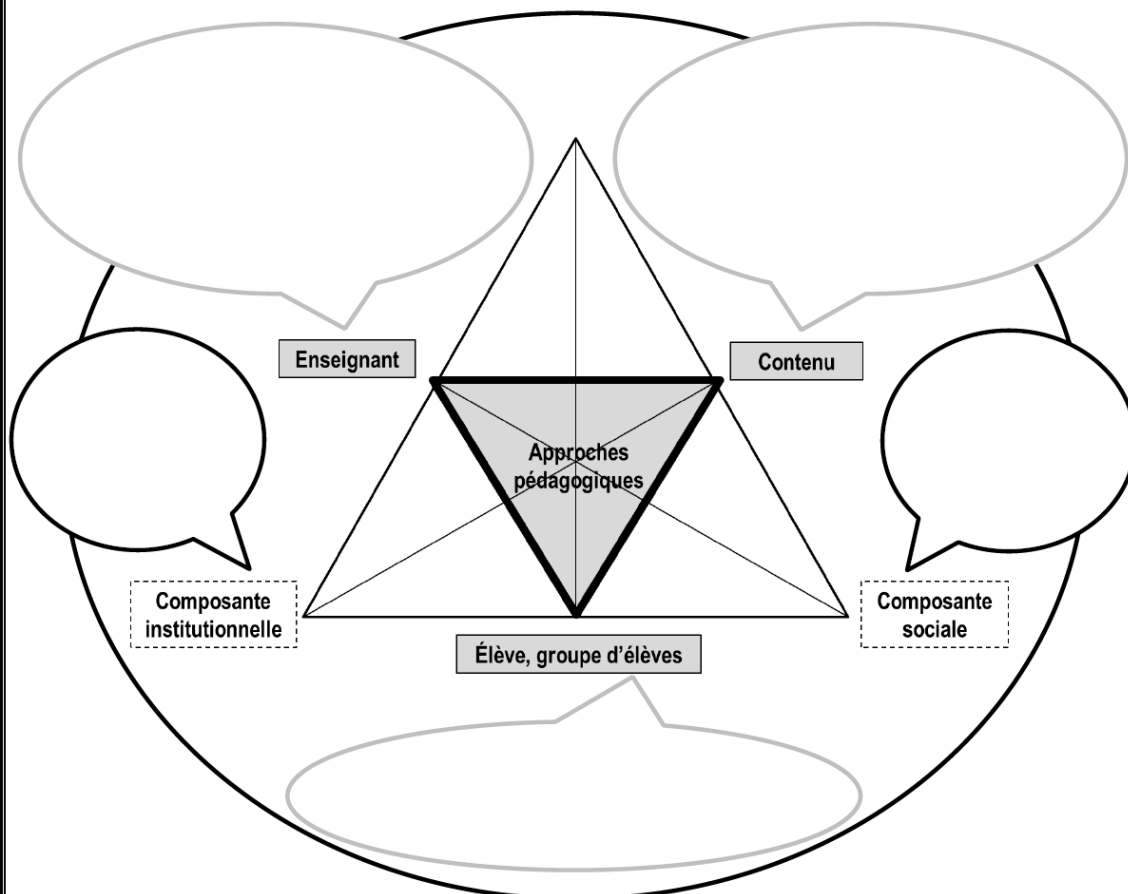 Enseignant
Contenu
Approches
pédagogiques
Composante
institutionnelle
Composante
sociale
Élève, groupe d'élèves